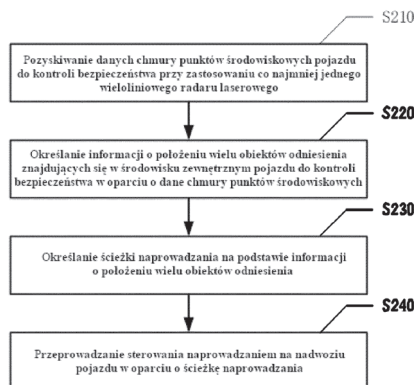 S210
Pozyskiwanie danych chmury punktów środowiskowych pojazdu
do kontroli bezpieczeństwa przy zastosowaniu co najmniej jednego
wieloliniowego radaru laserowego
S220
Określanie informacji o położeniu wielu obiektów odniesienia
znajdujących się w środowisku zewnętrznym pojazdu do kontroli
bezpieczeństwa w oparciu o dane chmury punktów środowiskowych
S230
Określanie ścieżki naprowadzania na podstawie informacji
o położeniu wielu obiektów odniesienia
S240
Przeprowadzanie sterowania naprowadzaniem na nadwoziu
pojazdu w oparciu o ścieżkę naprowadzania